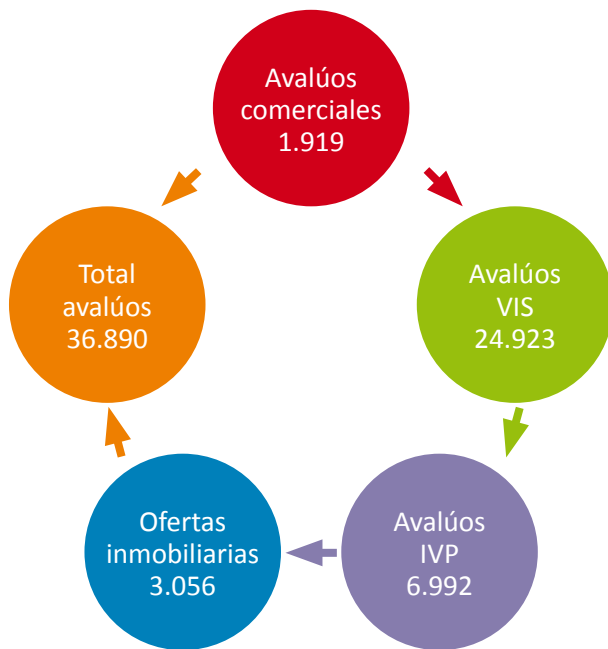 Avalúos
comerciales
1.919
Avalúos
VIS
24.923
Avalúos
IVP
6.992
Ofertas
inmobiliarias
3.056
Total
avalúos
36.890